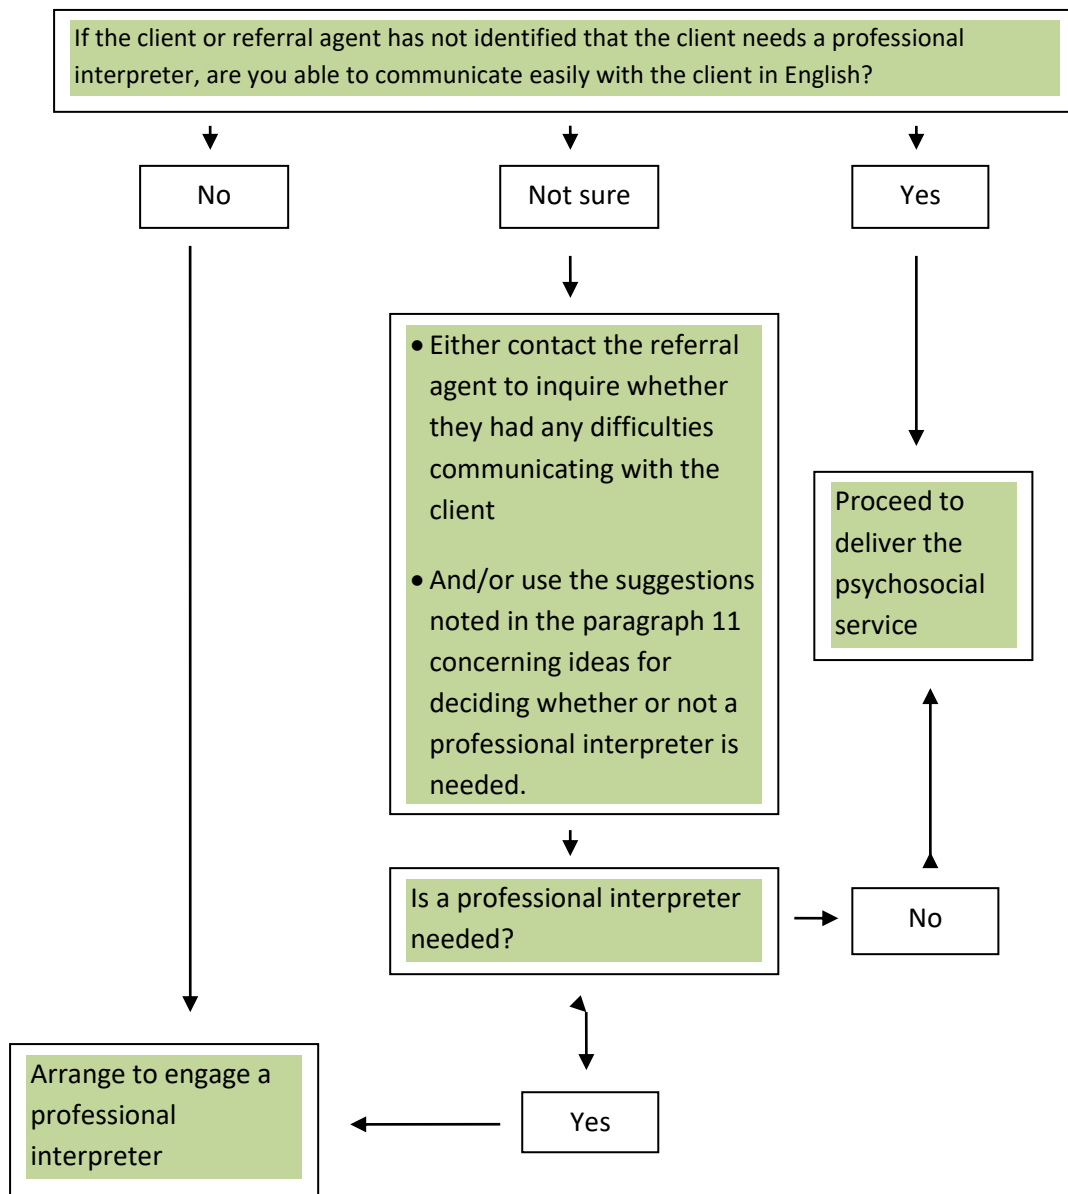 If the client or referral agent has not identified that the client needs a professional
interpreter, are you able to communicate easily with the client in English?
No
Not sure
Yes
• Either contact the referral
agent to inquire whether
they had any difficulties
communicating with the
client
• And/or use the suggestions
noted in the paragraph 11
concerning ideas for
deciding whether or not a
professional interpreter is
needed.
Proceed to
deliver the
psychosocial
service
Is a professional interpreter
needed?
No
Yes
Arrange to engage a
professional
interpreter